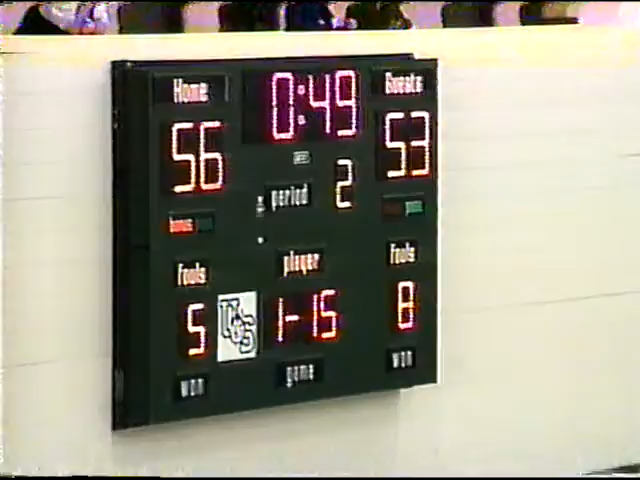 Home 0:49 Guests
56 53
period 2
bonus
fouls player fouls
5 1-15 8
won game won